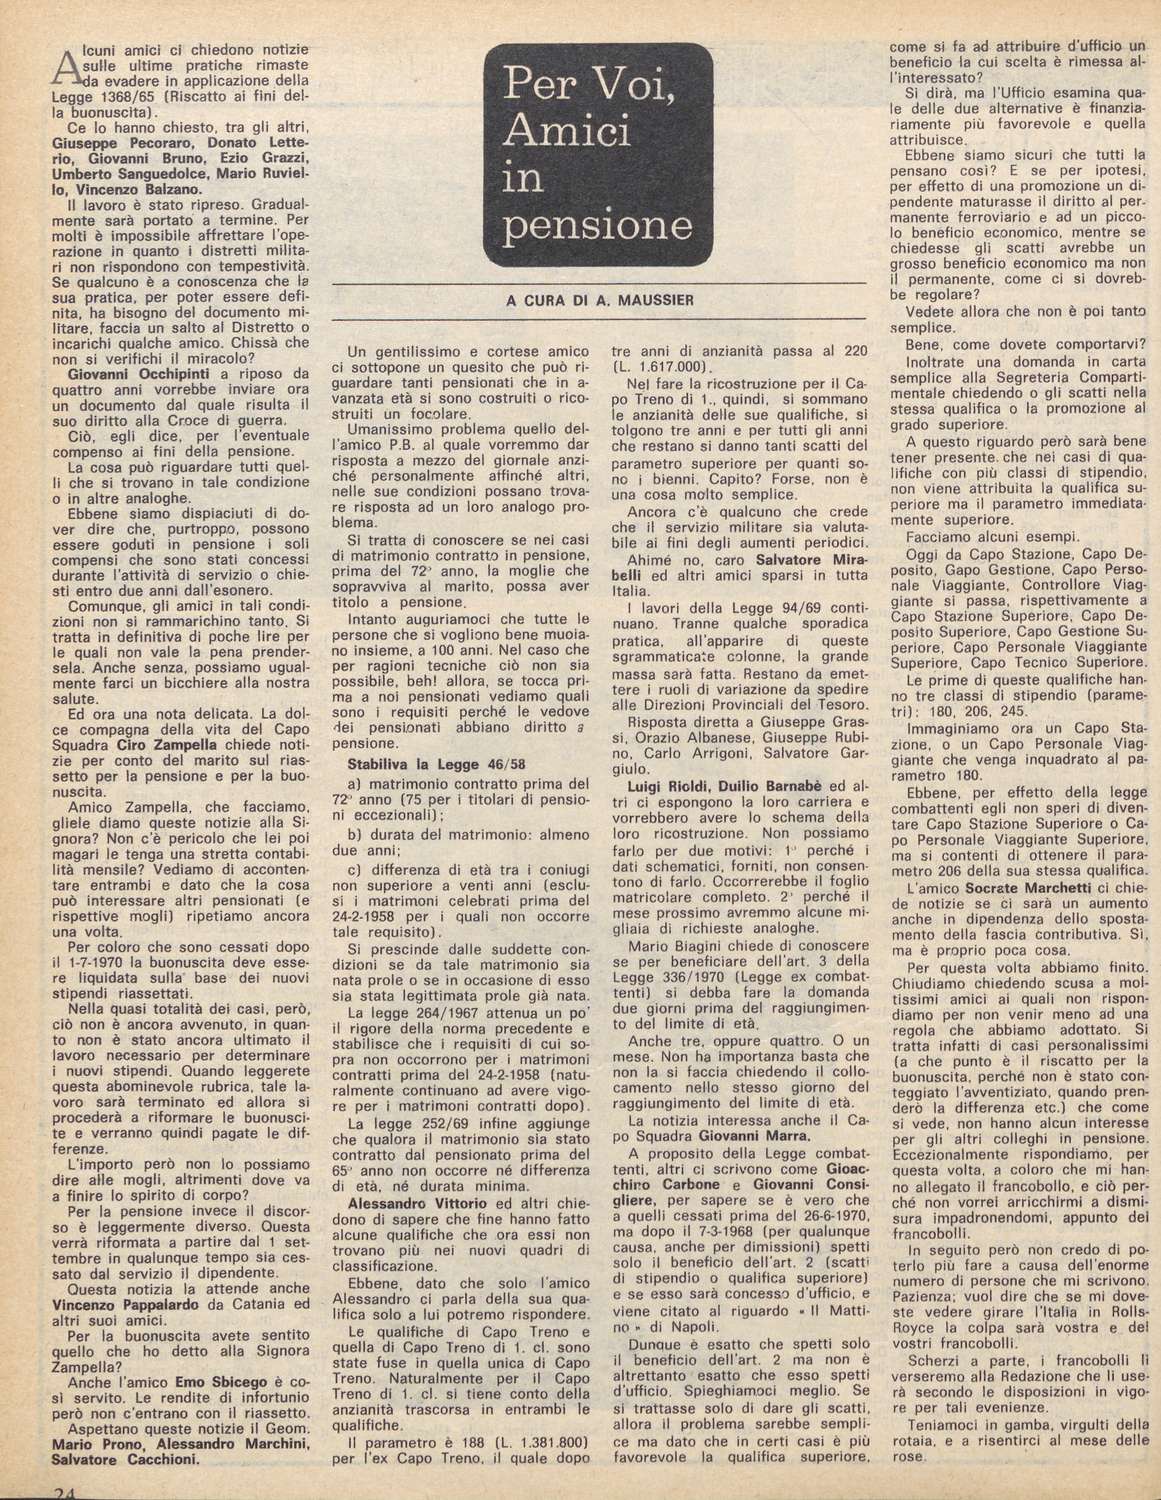 Alcuni amici ci chiedono notizie
sulle ultime pratiche rimaste
da evadere in applicazione della
Legge 1368/65 (Riscatto ai fini del-
la buonuscita).
Ce lo hanno chiesto, tra gli altri,
Giuseppe Pecoraro, Donato Lette-
rio, Giovanni Bruno, Ezio Grazzi,
Umberto Sanguedolce, Mario Ruviel-
lo, Vincenzo Balzano.
Il lavoro è stato ripreso. Gradual-
mente sarà portato a termine. Per
molti è impossibile affrettare l'ope-
razione in quanto i distretti milita-
ri non rispondono con tempestività.
Se qualcuno è a conoscenza che la
sua pratica, per poter essere defi-
nita, ha bisogno del documento mi-
litare, faccia un salto al Distretto o
incarichi qualche amico. Chissà che
non si verifichi il miracolo?
Giovanni Occhipinti a riposo da
quattro anni vorrebbe inviare ora
un documento dal quale risulta il
suo diritto alla Croce di guerra.
Ciò, egli dice, per l'eventuale
compenso ai fini della pensione.
La cosa può riguardare tutti quel-
li che si trovano in tale condizione
o in altre analoghe.
Ebbene siamo dispiaciuti di do-
ver dire che, purtroppo, possono
essere goduti in pensione i soli
compensi che sono stati concessi
durante l'attività di servizio o chie-
sti entro due anni dall'esonero.
Comunque, gli amici in tali condi-
zioni non si rammarichino tanto. Si
tratta in definitiva di poche lire per
le quali non vale la pena prender-
sela. Anche senza, possiamo ugual-
mente farci un bicchiere alla nostra
salute.
Ed ora una nota delicata. La dol-
ce compagna della vita del Capo
Squadra Ciro Zampella chiede noti-
zie per conto del marito sul rias-
setto per la pensione e per la buo-
nuscita.
Amico Zampella, che facciamo,
gliele diamo queste notizie alla Si-
gnora? Non c'è pericolo che lei poi
magari le tenga una stretta contabi-
lità mensile? Vediamo di acconten-
tare entrambi e dato che la cosa
può interessare altri pensionati (e
rispettive mogli) ripetiamo ancora
una volta.
Per coloro che sono cessati dopo
il 1-7-1970 la buonuscita deve esse-
re liquidata sulla base dei nuovi
stipendi riassettati.
Nella quasi totalità dei casi, però,
ciò non è ancora avvenuto, in quan-
to non è stato ancora ultimato il
lavoro necessario per determinare
i nuovi stipendi. Quando leggerete
questa abominevole rubrica, tale la-
voro sarà terminato ed allora si
procederà a riformare le buonusci-
te e verranno quindi pagate le dif-
ferenze.
L'importo però non lo possiamo
dire alle mogli, altrimenti dove va
a finire lo spirito di corpo?
Per la pensione invece il discor-
so è leggermente diverso. Questa
verrà riformata a partire dal 1 set-
tembre in qualunque tempo sia ces-
sato dal servizio il dipendente.
Questa notizia la attende anche
Vincenzo Pappalardo da Catania ed
altri suoi amici.
Per la buonuscita avete sentito
quello che ho detto alla Signora
Zampella?
Anche l'amico Emo Sbicego è co-
sì servito. Le rendite di infortunio
però non c'entrano con il riassetto.
Aspettano queste notizie il Geom.
Mario Prono, Alessandro Marchini,
Salvatore Cacchioni.
24
Per Voi,
Amici
in
pensione
A CURA DI A. MAUSSIER
Un gentilissimo e cortese amico
ci sottopone un quesito che può ri-
guardare tanti pensionati che in a-
vanzata età si sono costruiti o rico-
struiti un focolare.
Umanissimo problema quello del-
l'amico P.B. al quale vorremmo dar
risposta a mezzo del giornale anzi-
ché personalmente affinché altri,
nelle sue condizioni possano trova-
re risposta ad un loro analogo pro-
blema.
Si tratta di conoscere se nei casi
di matrimonio contratto in pensione,
prima del 72° anno, la moglie che
sopravviva al marito, possa aver
titolo a pensione.
Intanto auguriamoci che tutte le
persone che si vogliono bene muoia-
no insieme, a 100 anni. Nel caso che
per ragioni tecniche ciò non sia
possibile, beh! allora, se tocca pri-
ma a noi pensionati vediamo quali
sono i requisiti perché le vedove
dei pensionati abbiano diritto a
pensione.
Stabiliva la Legge 46/58
a) matrimonio contratto prima del
72° anno (75 per i titolari di pensio-
ni eccezionali);
b) durata del matrimonio: almeno
due anni;
c) differenza di età tra i coniugi
non superiore a venti anni (esclu-
si i matrimoni celebrati prima del
24-2-1958 per i quali non occorre
tale requisito).
Si prescinde dalle suddette con-
dizioni se da tale matrimonio sia
nata prole o se in occasione di esso
sia stata legittimata prole già nata.
La legge 264/1967 attenua un po'
il rigore della norma precedente e
stabilisce che i requisiti di cui so-
pra non occorrono per i matrimoni
contratti prima del 24-2-1958 (natu-
ralmente continuano ad avere vigo-
re per i matrimoni contratti dopo).
La legge 252/69 infine aggiunge
che qualora il matrimonio sia stato
contratto dal pensionato prima del
65° anno non occorre né differenza
di età, né durata minima.
Alessandro Vittorio ed altri chie-
dono di sapere che fine hanno fatto
alcune qualifiche che ora essi non
trovano più nei nuovi quadri di
classificazione.
Ebbene, dato che solo l'amico
Alessandro ci parla della sua qua-
lifica solo a lui potremo rispondere.
Le qualifiche di Capo Treno e
quella di Capo Treno di 1. cl. sono
state fuse in quella unica di Capo
Treno. Naturalmente per il Capo
Treno di 1. cl. si tiene conto della
anzianità trascorsa in entrambi le
qualifiche.
Il parametro è 188 (L. 1.381.800)
per l'ex Capo Treno, il quale dopo
tre anni di anzianità passa al 220
(L. 1.617.000).
Nel fare la ricostruzione per il Ca-
po Treno di 1., quindi, si sommano
le anzianità delle sue qualifiche, si
tolgono tre anni e per tutti gli anni
che restano si danno tanti scatti del
parametro superiore per quanti so-
no i bienni. Capito? Forse, non è
una cosa molto semplice.
Ancora c'è qualcuno che crede
che il servizio militare sia valuta-
bile ai fini degli aumenti periodici.
Ahimé no, caro Salvatore Mira-
belli ed altri amici sparsi in tutta
Italia.
I lavori della Legge 94/69 conti-
nuano. Tranne qualche sporadica
pratica, all'apparire di queste
sgrammaticate colonne, la grande
massa sarà fatta. Restano da emet-
tere i ruoli di variazione da spedire
alle Direzioni Provinciali del Tesoro.
Risposta diretta a Giuseppe Gras-
si, Orazio Albanese, Giuseppe Rubi-
no, Carlo Arrigoni, Salvatore Gar-
giulo.
Luigi Rioldi, Duilio Barnabè ed al-
tri ci espongono la loro carriera e
vorrebbero avere lo schema della
loro ricostruzione. Non possiamo
farlo per due motivi: 1° perché i
dati schematici, forniti, non consen-
tono di farlo. Occorrerebbe il foglio
matricolare completo. 2° perché il
mese prossimo avremmo alcune mi-
gliaia di richieste analoghe.
Mario Biagini chiede di conoscere
se per beneficiare dell'art. 3 della
Legge 336/1970 (Legge ex combat-
tenti) si debba fare la domanda
due giorni prima del raggiungimen-
to del limite di età.
Anche tre, oppure quattro. O un
mese. Non ha importanza basta che
non la si faccia chiedendo il collo-
camento nello stesso giorno del
raggiungimento del limite di età.
La notizia interessa anche il Ca-
po Squadra Giovanni Marra.
A proposito della Legge combat-
tenti, altri ci scrivono come Gioac-
chino Carbone e Giovanni Consi-
gliere, per sapere se è vero che
a quelli cessati prima del 26-6-1970,
ma dopo il 7-3-1968 (per qualunque
causa, anche per dimissioni) spetti
solo il beneficio dell'art. 2 (scatti
di stipendio o qualifica superiore)
e se esso sarà concesso d'ufficio, e
viene citato al riguardo « Il Matti-
no » di Napoli.
Dunque è esatto che spetti solo
il beneficio dell'art. 2 ma non è
altrettanto esatto che esso spetti
d'ufficio. Spieghiamoci meglio. Se
si trattasse solo di dare gli scatti,
allora il problema sarebbe sempli-
ce ma dato che in certi casi è più
favorevole la qualifica superiore,
come si fa ad attribuire d'ufficio un
beneficio la cui scelta è rimessa al-
l'interessato?
Si dirà, ma l'Ufficio esamina qua-
le delle due alternative è finanzia-
riamente più favorevole e quella
attribuisce.
Ebbene siamo sicuri che tutti la
pensano così? E se per ipotesi,
per effetto di una promozione un di-
pendente maturasse il diritto al per-
manente ferroviario e ad un picco-
lo beneficio economico, mentre se
chiedesse gli scatti avrebbe un
grosso beneficio economico ma non
il permanente, come ci si dovreb-
be regolare?
Vedete allora che non è poi tanto
semplice.
Bene, come dovete comportarvi?
Inoltrate una domanda in carta
semplice alla Segreteria Comparti-
mentale chiedendo o gli scatti nella
stessa qualifica o la promozione al
grado superiore.
A questo riguardo però sarà bene
tener presente che nei casi di qua-
lifiche con più classi di stipendio,
non viene attribuita la qualifica su-
periore ma il parametro immediata-
mente superiore.
Facciamo alcuni esempi.
Oggi da Capo Stazione, Capo De-
posito, Gapo Gestione, Capo Perso-
nale Viaggiante, Controllore Viag-
giante si passa, rispettivamente a
Capo Stazione Superiore, Capo De-
posito Superiore, Capo Gestione Su-
periore, Capo Personale Viaggiante
Superiore, Capo Tecnico Superiore.
Le prime di queste qualifiche han-
no tre classi di stipendio (parame-
tri): 180, 206, 245.
Immaginiamo ora un Capo Sta-
zione, o un Capo Personale Viag-
giante che venga inquadrato al pa-
rametro 180.
Ebbene, per effetto della legge
combattenti egli non speri di diven-
tare Capo Stazione Superiore o Ca-
po Personale Viaggiante Superiore,
ma si contenti di ottenere il para-
metro 206 della sua stessa qualifica.
L'amico Socrate Marchetti ci chie-
de notizie se ci sarà un aumento
anche in dipendenza dello sposta-
mento della fascia contributiva. Sì,
ma è proprio poca cosa.
Per questa volta abbiamo finito.
Chiudiamo chiedendo scusa a mol-
tissimi amici ai quali non rispon-
diamo per non venir meno ad una
regola che abbiamo adottato. Si
tratta infatti di casi personalissimi
(a che punto è il riscatto per la
buonuscita, perché non è stato con-
teggiato l'avventiziato, quando pren-
derò la differenza etc.) che come
si vede, non hanno alcun interesse
per gli altri colleghi in pensione.
Eccezionalmente rispondiamo, per
questa volta, a coloro che mi han-
no allegato il francobollo, e ciò per-
ché non vorrei arricchirmi a dismi-
sura impadronendomi, appunto dei
francobolli.
In seguito però non credo di po-
terlo più fare a causa dell'enorme
numero di persone che mi scrivono.
Pazienza; vuol dire che se mi dove-
ste vedere girare l'Italia in Rolls-
Royce la colpa sarà vostra e dei
vostri francobolli.
Scherzi a parte, i francobolli li
verseremo alla Redazione che li use-
rà secondo le disposizioni in vigo-
re per tali evenienze.
Teniamoci in gamba, virgulti della
rotaia, e a risentirci al mese delle
rose.